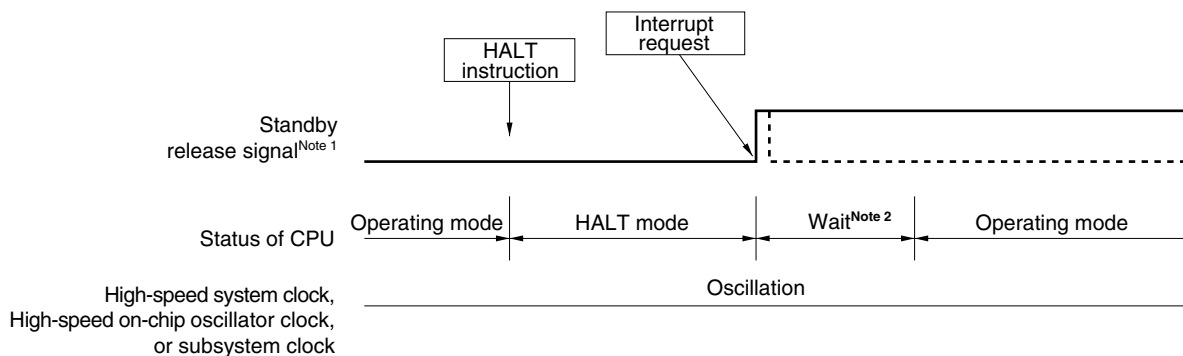 Interrupt
request
HALT
instruction
Standby
release signalNote 1
Operating mode
HALT mode
WaitNote 2
Operating mode
Status of CPU
Oscillation
High-speed system clock,
High-speed on-chip oscillator clock,
or subsystem clock